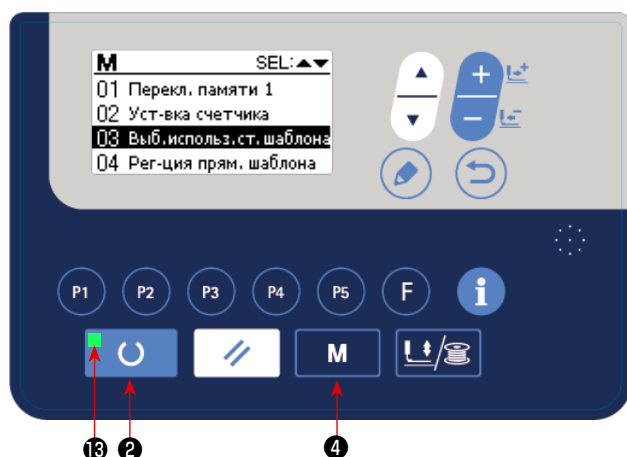 M SEL:▲▼
01 Перекл. памяти 1
02 Уст-вка счетчика
03 Выб.использ.ст.шаблона
04 Рег-ция прям. шаблона
P1 P2 P3 P4 P5 F i
M
⓭ ❷ ❹